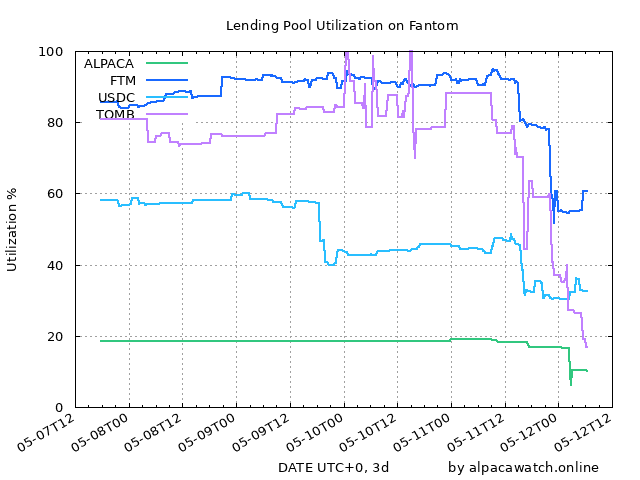 Lending Pool Utilization on Fantom
Utilization %
100
80
60
40
20
0
ALPACA
FTM
USDC
TOMB
05-07T12
05-08T00
05-08T12
05-09T00
05-09T12
05-10T00
05-10T12
05-11T00
05-11T12
05-12T00
05-12T12
DATE UTC+0, 3d
by alpacawatch.online